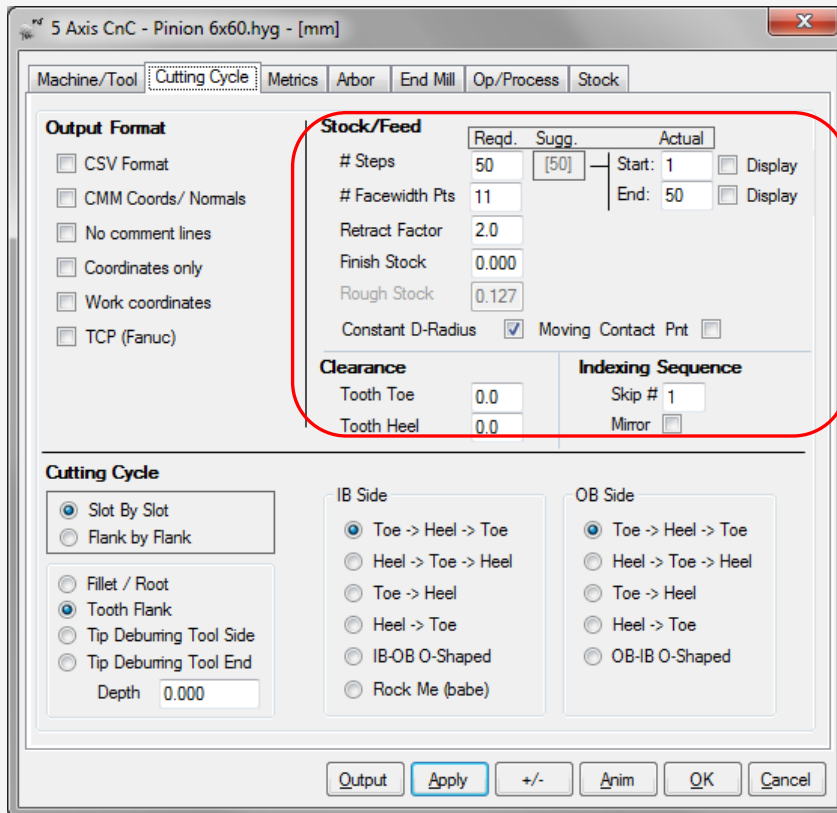 5 Axis CnC - Pinion 6x60.hyg - [mm]
Machine/Tool Cutting Cycle Metrics Arbor End Mill Op/Process Stock
Output Format
CSV Format
CMM Coords/ Normals
No comment lines
Coordinates only
Work coordinates
TCP (Fanuc)
Stock/Feed
Reqd. Sugg. Actual
# Steps 50 [50] Start: 1 Display
# Facewidth Pts 11 End: 50 Display
Retract Factor 2.0
Finish Stock 0.000
Rough Stock 0.127
Constant D-Radius Moving Contact Pnt
Clearance
Tooth Toe 0.0
Tooth Heel 0.0
Indexing Sequence
Skip # 1
Mirror
Cutting Cycle
Slot By Slot
Flank by Flank
Fillet / Root
Tooth Flank
Tip Deburring Tool Side
Tip Deburring Tool End
Depth 0.000
IB Side
Toe -> Heel -> Toe
Heel -> Toe -> Heel
Toe -> Heel
Heel -> Toe
IB-OB O-Shaped
Rock Me (babe)
OB Side
Toe -> Heel -> Toe
Heel -> Toe -> Heel
Toe -> Heel
Heel -> Toe
OB-IB O-Shaped
Output Apply +/- Anim OK Cancel